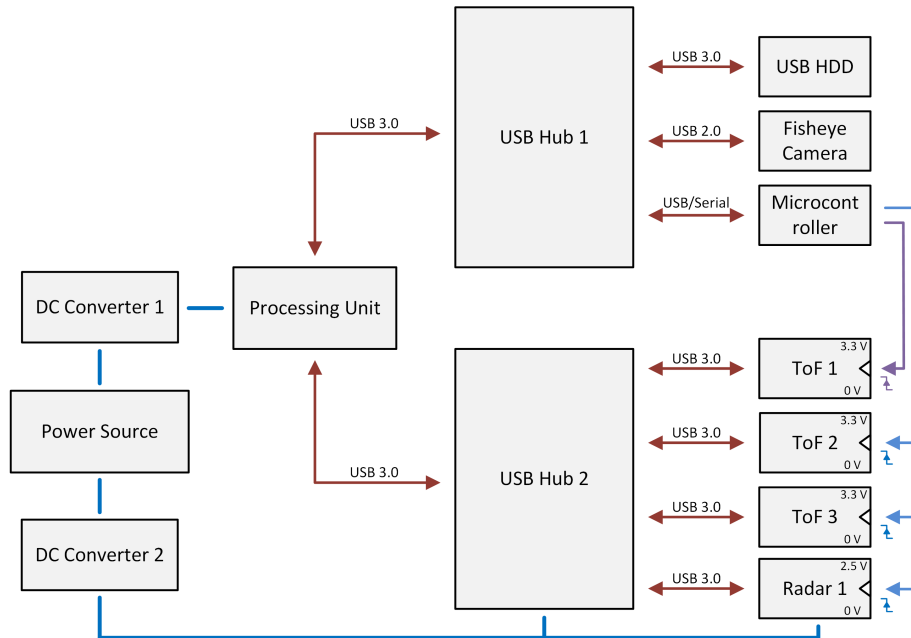 USB 3.0
USB Hub 1
USB 3.0
USB HDD
USB 2.0
Fisheye
Camera
USB/Serial
Microcont
roller
DC Converter 1
Processing Unit
Power Source
DC Converter 2
USB 3.0
USB Hub 2
USB 3.0
3.3 V
ToF 1
0 V
USB 3.0
3.3 V
ToF 2
0 V
USB 3.0
3.3 V
ToF 3
0 V
USB 3.0
2.5 V
Radar 1
0 V